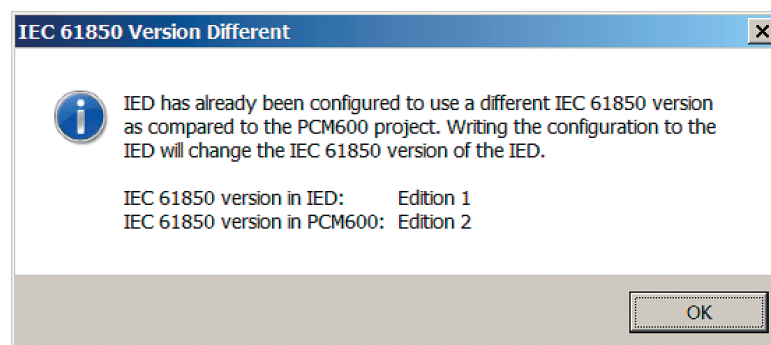 IEC 61850 Version Different
IED has already been configured to use a different IEC 61850 version
as compared to the PCM600 project. Writing the configuration to the
IED will change the IEC 61850 version of the IED.
IEC 61850 version in IED: Edition 1
IEC 61850 version in PCM600: Edition 2
OK